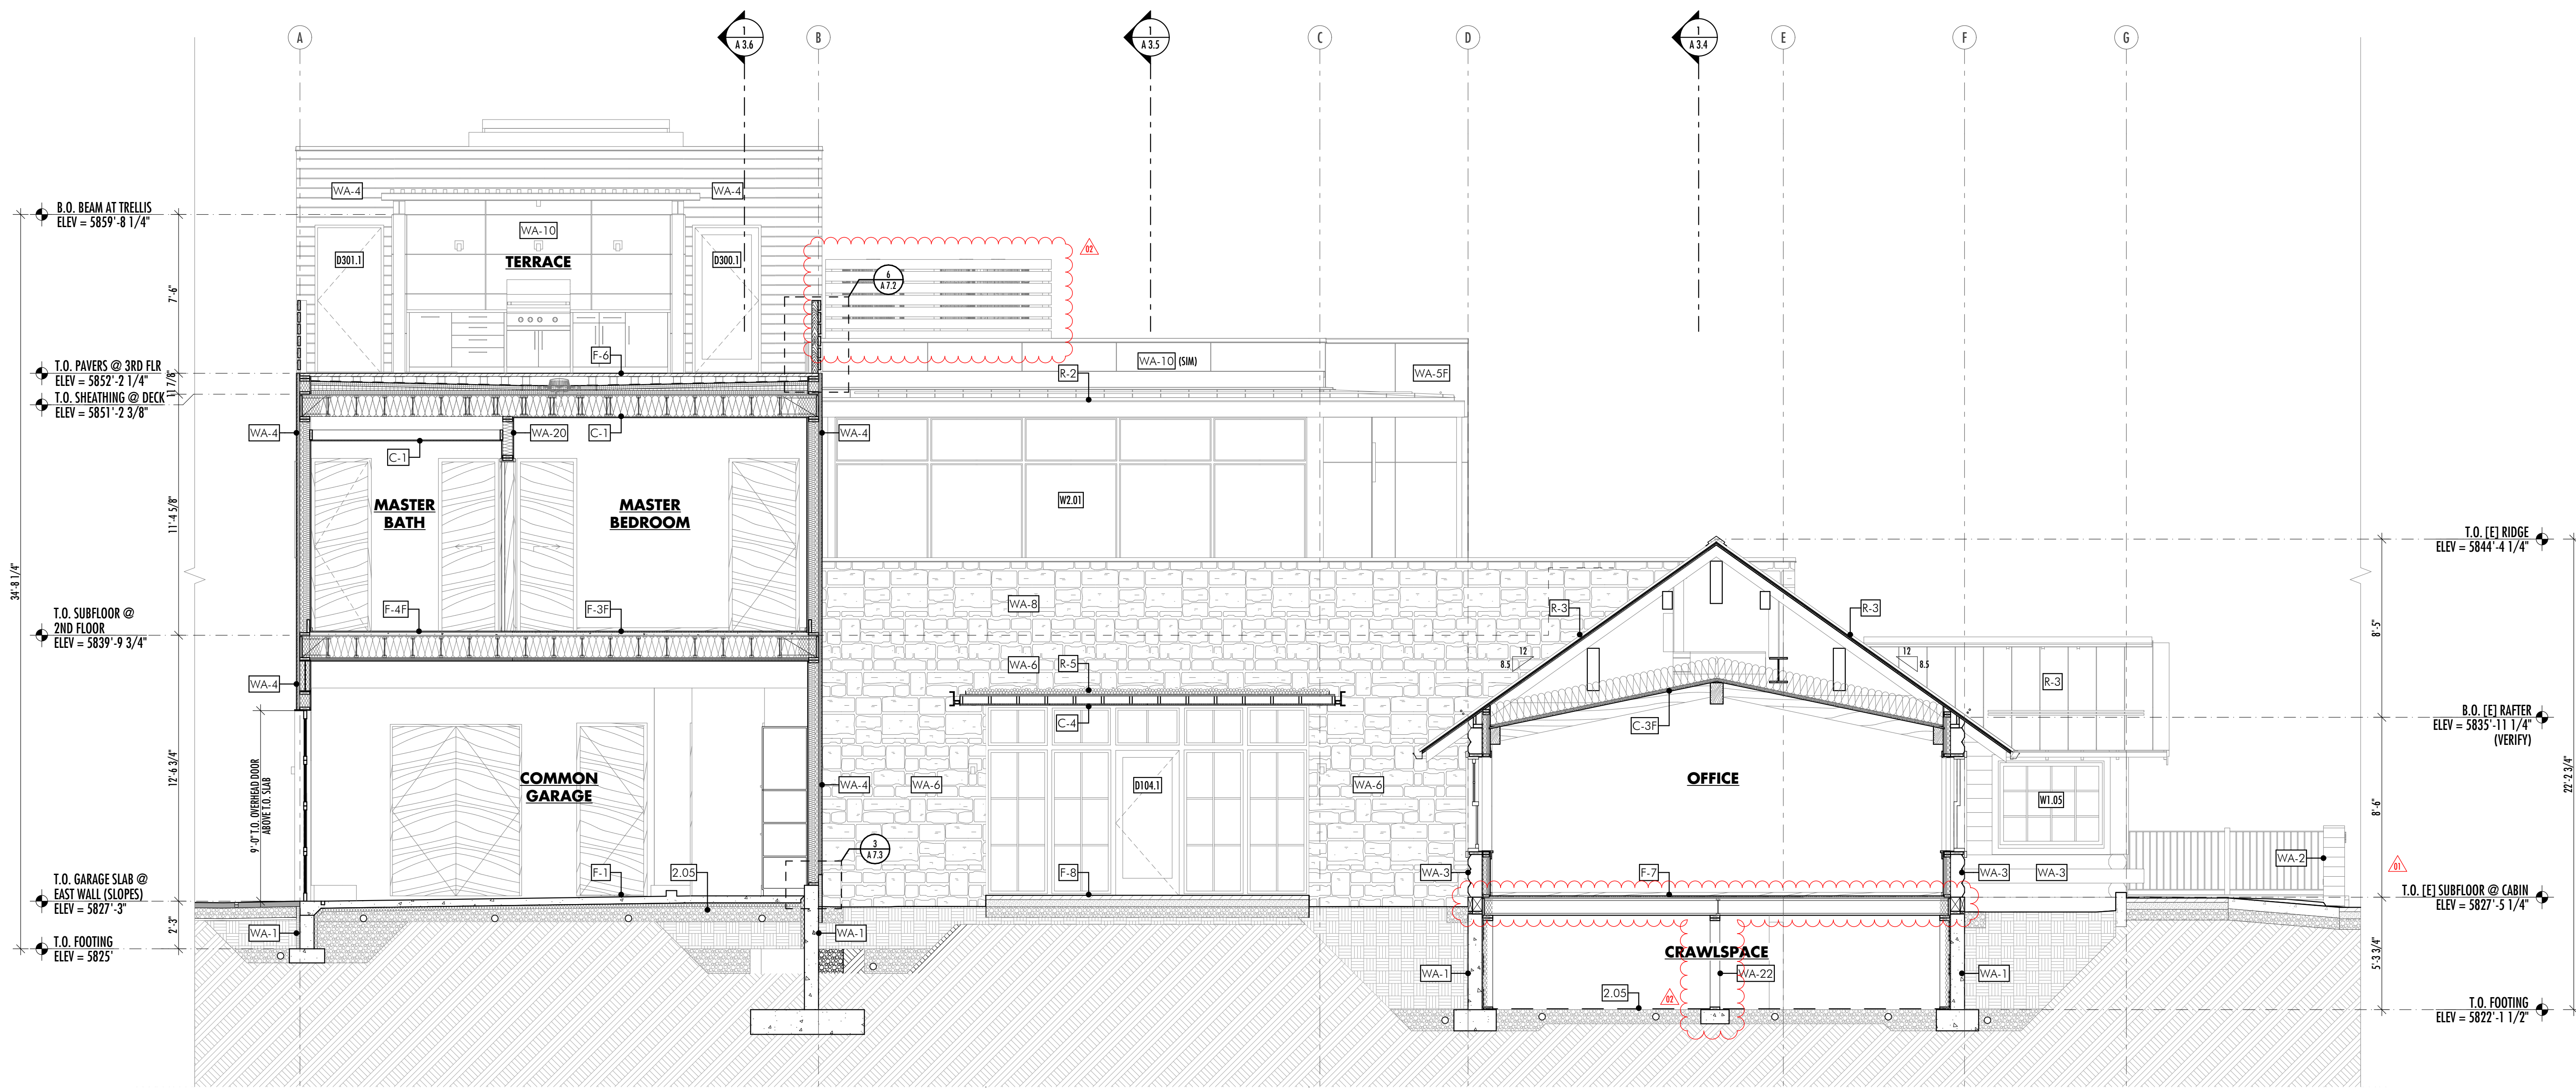 A
1
A 3.6
B
1
A 3.5
C
D
1
A 3.4
E
F
G
B.O. BEAM AT TRELLIS
ELEV = 5859'-8 1/4"
T.O. PAVERS @ 3RD FLR
ELEV = 5852'-2 1/4"
T.O. SHEATHING @ DECK
ELEV = 5851'-2 3/8"
T.O. SUBFLOOR @
2ND FLOOR
ELEV = 5839'-9 3/4"
T.O. GARAGE SLAB @
EAST WALL (SLOPES)
ELEV = 5827'-3"
T.O. FOOTING
ELEV = 5825'
34'-8 1/4"
7'-6"
11 7/8"
11'-4 5/8"
12'-6 3/4"
2'-3"
9'-0" T.O. OVERHEAD DOOR
ABOVE T.O. SLAB
WA-4
WA-4
WA-10
TERRACE
D301.1
D300.1
F-6
6
A 7.2
02
WA-10 (SIM)
R-2
WA-5F
WA-4
WA-20
C-1
WA-4
C-1
MASTER
BATH
MASTER
BEDROOM
W2.01
F-4F
F-3F
WA-8
WA-6
R-5
WA-4
C-4
COMMON
GARAGE
WA-4
WA-6
D104.1
WA-6
3
A 7.3
F-1
2.05
F-8
WA-1
WA-1
R-3
R-3
12
8.5
12
8.5
R-3
C-3F
OFFICE
W1.05
WA-3
F-7
WA-3
WA-3
WA-2
01
CRAWLSPACE
WA-1
WA-22
WA-1
2.05
02
T.O. [E] RIDGE
ELEV = 5844'-4 1/4"
B.O. [E] RAFTER
ELEV = 5835'-11 1/4"
(VERIFY)
T.O. [E] SUBFLOOR @ CABIN
ELEV = 5827'-5 1/4"
T.O. FOOTING
ELEV = 5822'-1 1/2"
8'-5"
8'-6"
5'-3 3/4"
22'-2 3/4"